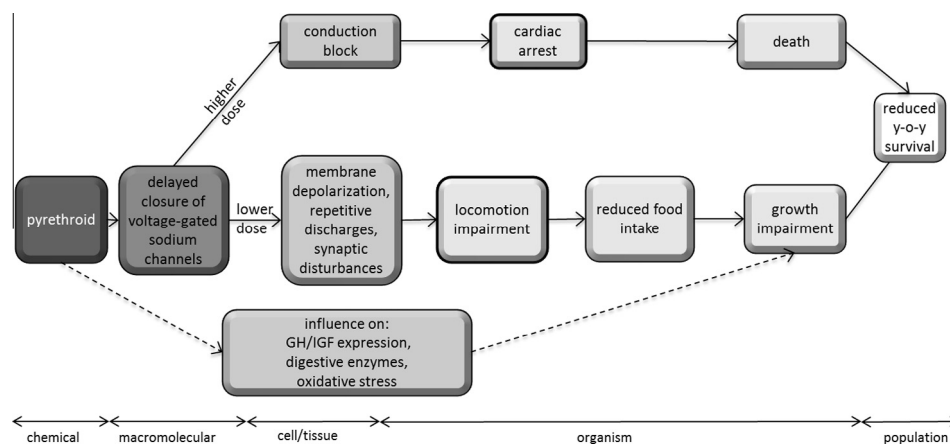 conduction
block
cardiac
arrest
death
higher
dose
reduced
y-o-y
survival
pyrethroid
delayed
closure of
voltage-gated
sodium
channels
lower
dose
membrane
depolarization,
repetitive
discharges,
synaptic
disturbances
locomotion
impairment
reduced food
intake
growth
impairment
influence on:
GH/IGF expression,
digestive enzymes,
oxidative stress
chemical
macromolecular
cell/tissue
organism
population